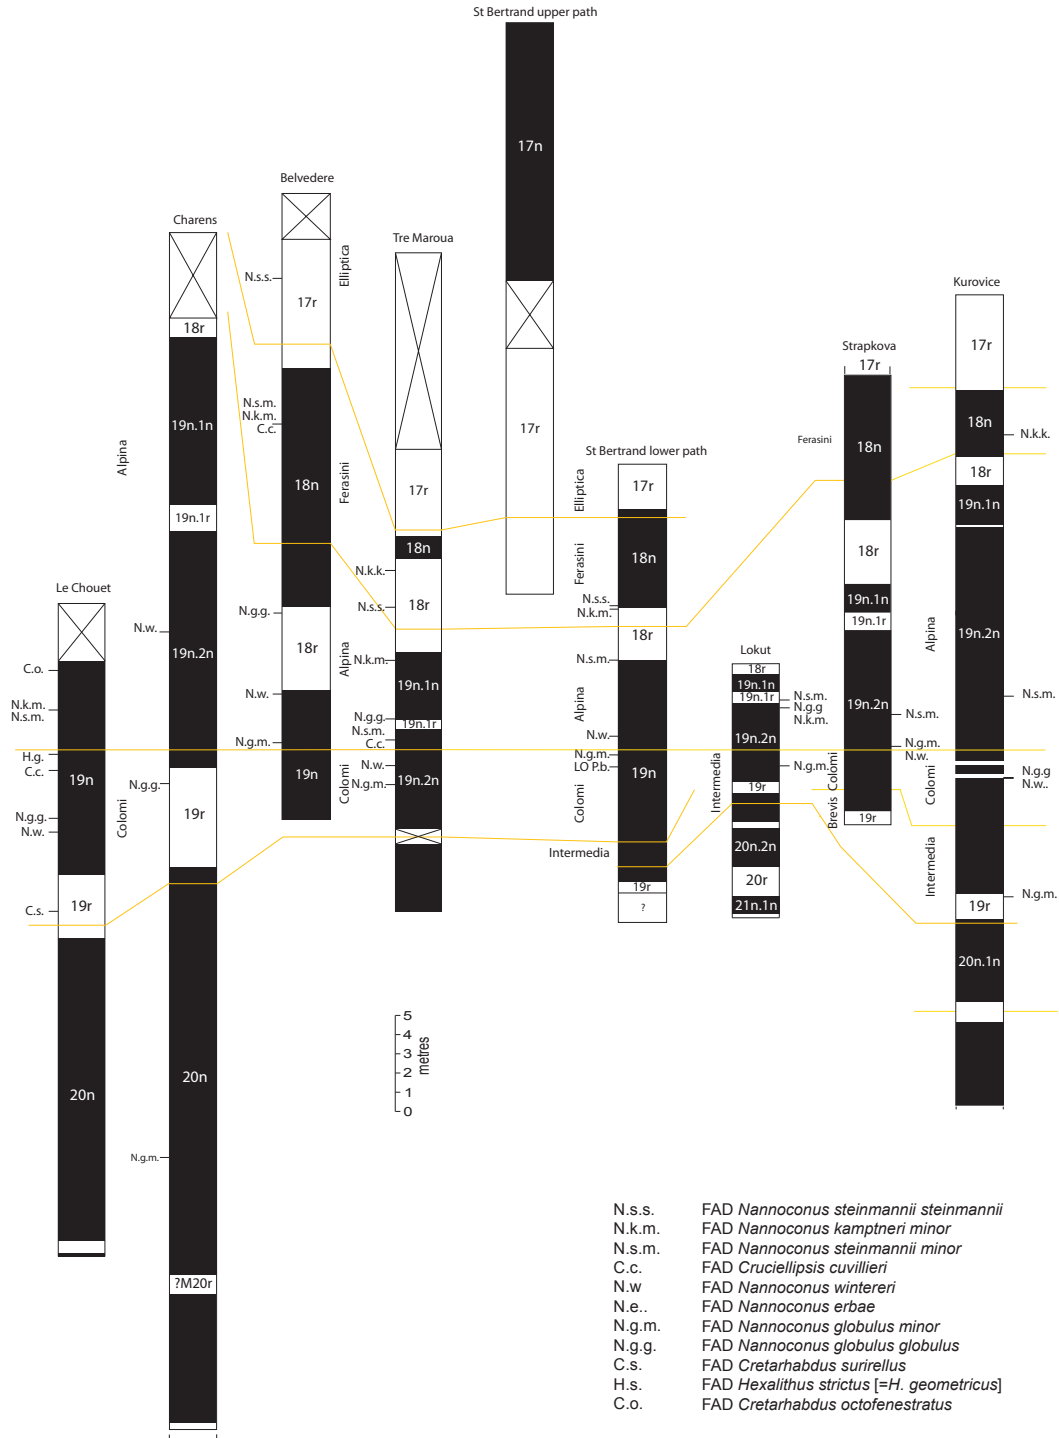 St Bertrand upper path
17n
17r
Belvedere
N.s.s.
17r
Elliptica
N.s.m.
N.k.m.
C.c.
18n
Ferasini
N.g.g.
18r
N.w.
N.g.m.
19n
Charens
18r
19n.1n
Alpina
19n.1r
N.w.
19n.2n
N.g.g.
19r
20n
N.g.m.
?M20r
Tre Maroua
17r
18n
N.k.k.
N.s.s.
18r
Alpina
N.k.m.
19n.1n
N.g.g.
19n.1r
N.s.m.
C.c.
N.w.
19n.2n
N.g.m.
Colomi
Le Chouet
C.o.
N.k.m.
N.s.m.
H.g.
C.c.
19n
Colomi
N.g.g.
N.w.
19r
C.s.
20n
St Bertrand lower path
Elliptica
17r
Ferasini
18n
N.s.s.
N.k.m.
18r
N.s.m.
Alpina
N.w.
N.g.m.
LO P.b.
19n
Colomi
Intermedia
19r
?
Lokut
18r
19n.1n
19n.1r
N.s.m.
N.g.g
N.k.m.
19n.2n
N.g.m.
Intermedia
19r
20n.2n
20r
21n.1n
Strapkova
17r
Ferasini
18n
18r
19n.1n
19n.1r
19n.2n
N.s.m.
N.g.m.
N.w.
Brevis Colomi
19r
Kurovice
17r
18n
N.k.k.
18r
19n.1n
Alpina
19n.2n
N.s.m.
Colomi
N.g.g
N.w..
Intermedia
19r
N.g.m.
20n.1n
5
4
3
2
1
0
metres
N.s.s. FAD Nannoconus steinmannii steinmannii
N.k.m. FAD Nannoconus kamptneri minor
N.s.m. FAD Nannoconus steinmannii minor
C.c. FAD Cruciellipsis cuvillieri
N.w FAD Nannoconus wintereri
N.e.. FAD Nannoconus erbae
N.g.m. FAD Nannoconus globulus minor
N.g.g. FAD Nannoconus globulus globulus
C.s. FAD Cretarhabdus surirellus
H.s. FAD Hexalithus strictus [=H. geometricus]
C.o. FAD Cretarhabdus octofenestratus